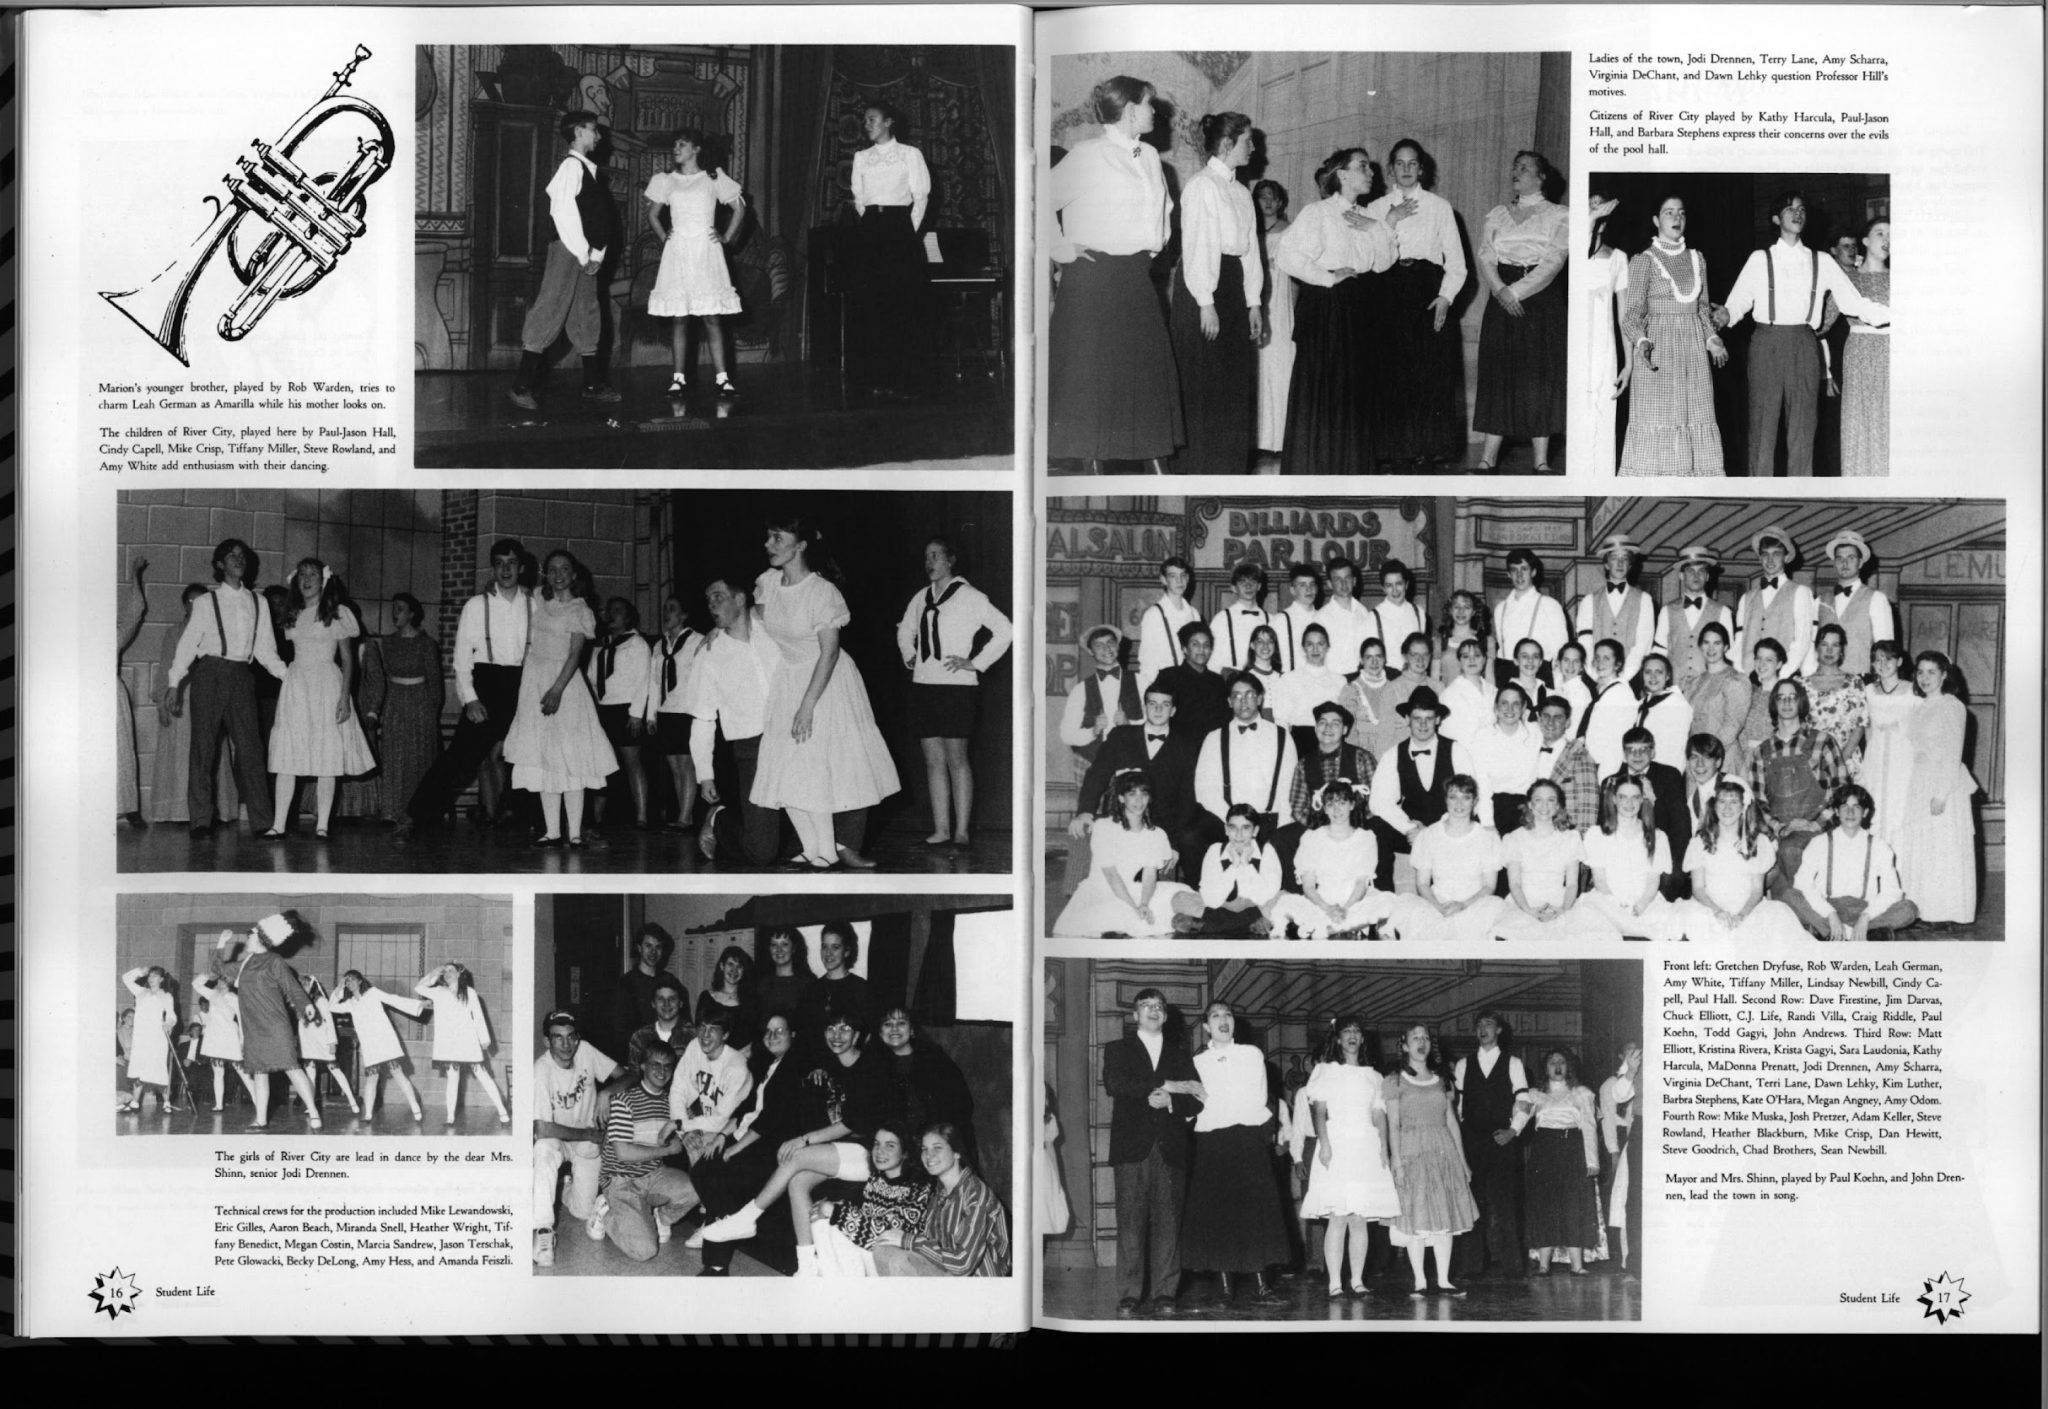 Marion's younger brother, played by Rob Warden, tries to
charm Leah German as Amarilla while his mother looks on.
The children of River City, played here by Paul-Jason Hall,
Cindy Capell, Mike Crisp, Tiffany Miller, Steve Rowland, and
Amy White add enthusiasm with their dancing.
The girls of River City are lead in dance by the dear Mrs.
Shinn, senior Jodi Drennen.
Technical crews for the production included Mike Lewandowski,
Eric Gilles, Aaron Beach, Miranda Snell, Heather Wright, Tif-
fany Benedict, Megan Costin, Marcia Sandrew, Jason Terschak,
Pete Glowacki, Becky DeLong, Amy Hess, and Amanda Feiszli.
16
Student Life
Ladies of the town, Jodi Drennen, Terry Lane, Amy Scharra,
Virginia DeChant, and Dawn Lehky question Professor Hill's
motives.
Citizens of River City played by Kathy Harcula, Paul-Jason
Hall, and Barbara Stephens express their concerns over the evils
of the pool hall.
AL SALON
BILLIARDS
PARLOUR
LEMU
Front left: Gretchen Dryfuse, Rob Warden, Leah German,
Amy White, Tiffany Miller, Lindsay Newbill, Cindy Ca-
pell, Paul Hall. Second Row: Dave Firestine, Jim Darvas,
Chuck Elliott, C.J. Life, Randi Villa, Craig Riddle, Paul
Koehn, Todd Gagyi, John Andrews. Third Row: Matt
Elliott, Kristina Rivera, Krista Gagyi, Sara Laudonia, Kathy
Harcula, MaDonna Prenatt, Jodi Drennen, Amy Scharra,
Virginia DeChant, Terri Lane, Dawn Lehky, Kim Luther,
Barbra Stephens, Kate O'Hara, Megan Angney, Amy Odom.
Fourth Row: Mike Muska, Josh Pretzer, Adam Keller, Steve
Rowland, Heather Blackburn, Mike Crisp, Dan Hewitt,
Steve Goodrich, Chad Brothers, Sean Newbill.
Mayor and Mrs. Shinn, played by Paul Koehn, and John Dren-
nen, lead the town in song.
Student Life
17